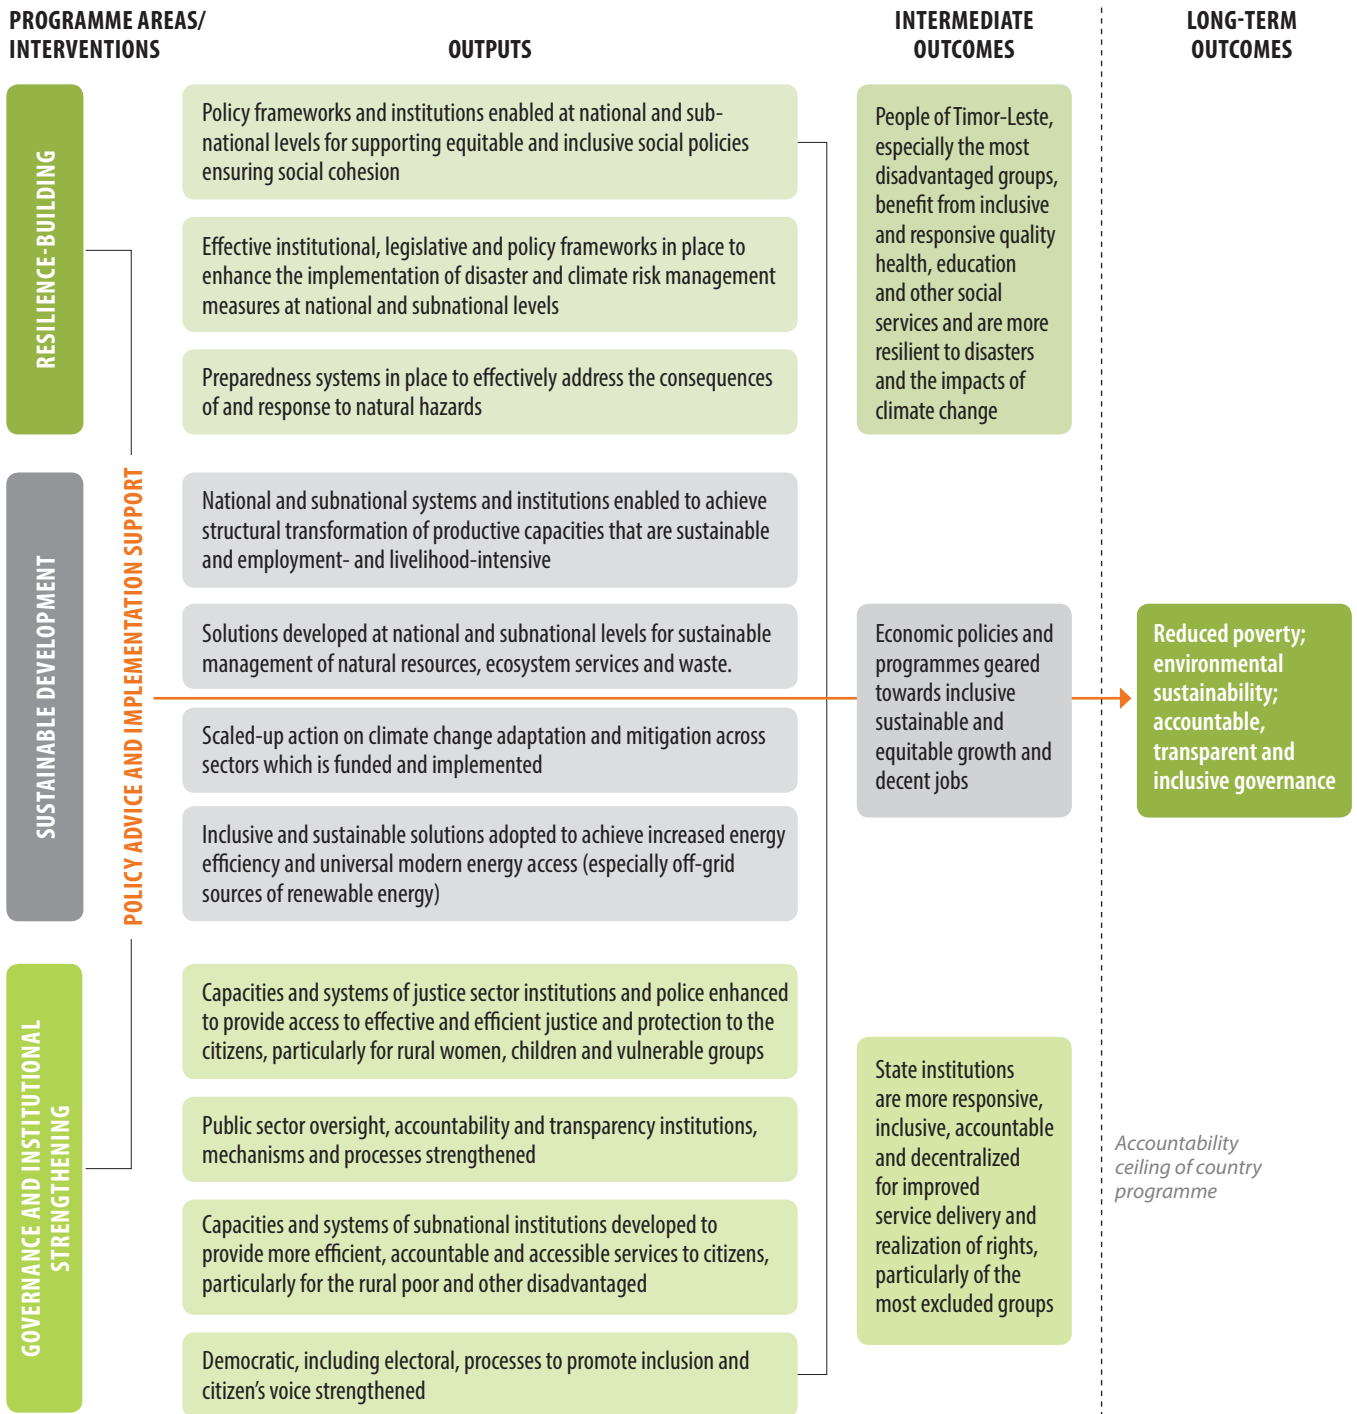 PROGRAMME AREAS/
INTERVENTIONS
OUTPUTS
INTERMEDIATE
OUTCOMES
LONG-TERM
OUTCOMES
RESILIENCE-BUILDING
Policy frameworks and institutions enabled at national and sub-
national levels for supporting equitable and inclusive social policies
ensuring social cohesion
Effective institutional, legislative and policy frameworks in place to
enhance the implementation of disaster and climate risk management
measures at national and subnational levels
Preparedness systems in place to effectively address the consequences
of and response to natural hazards
People of Timor-Leste,
especially the most
disadvantaged groups,
benefit from inclusive
and responsive quality
health, education
and other social
services and are more
resilient to disasters
and the impacts of
climate change
SUSTAINABLE DEVELOPMENT
POLICY ADVICE AND IMPLEMENTATION SUPPORT
National and subnational systems and institutions enabled to achieve
structural transformation of productive capacities that are sustainable
and employment- and livelihood-intensive
Solutions developed at national and subnational levels for sustainable
management of natural resources, ecosystem services and waste.
Scaled-up action on climate change adaptation and mitigation across
sectors which is funded and implemented
Inclusive and sustainable solutions adopted to achieve increased energy
efficiency and universal modern energy access (especially off-grid
sources of renewable energy)
Economic policies and
programmes geared
towards inclusive
sustainable and
equitable growth and
decent jobs
Reduced poverty;
environmental
sustainability;
accountable,
transparent and
inclusive governance
GOVERNANCE AND INSTITUTIONAL
STRENGTHENING
Capacities and systems of justice sector institutions and police enhanced
to provide access to effective and efficient justice and protection to the
citizens, particularly for rural women, children and vulnerable groups
Public sector oversight, accountability and transparency institutions,
mechanisms and processes strengthened
Capacities and systems of subnational institutions developed to
provide more efficient, accountable and accessible services to citizens,
particularly for the rural poor and other disadvantaged
Democratic, including electoral, processes to promote inclusion and
citizen's voice strengthened
State institutions
are more responsive,
inclusive, accountable
and decentralized
for improved
service delivery and
realization of rights,
particularly of the
most excluded groups
Accountability
ceiling of country
programme